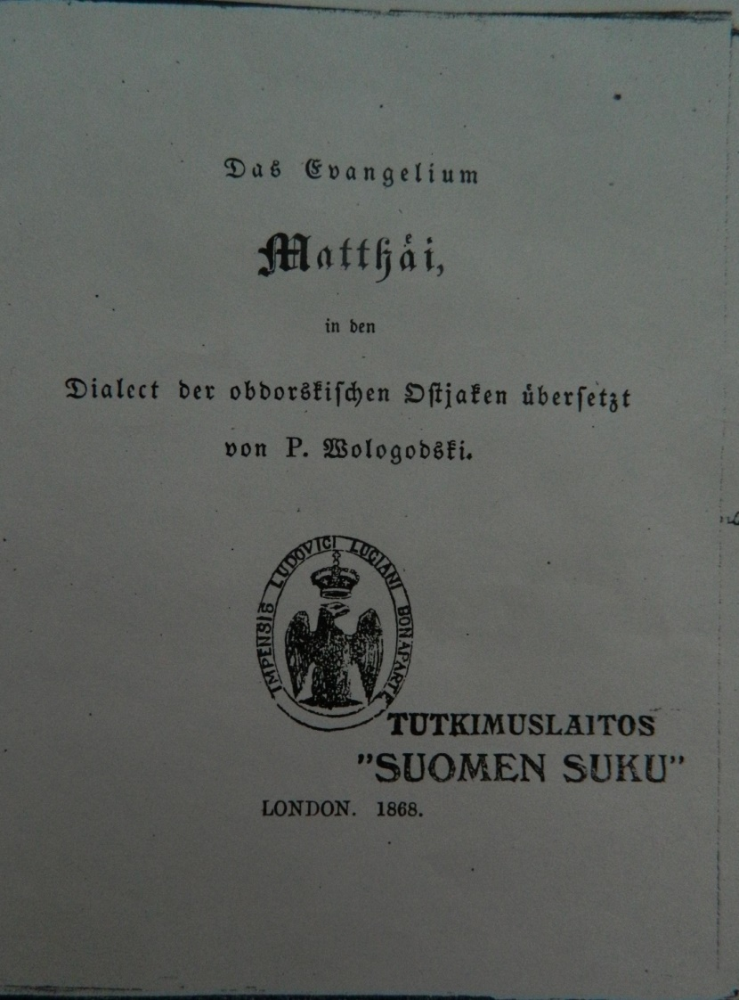 Das Evangelium
Matthäi,
in den
Dialect der obdorskischen Ostjaken übersetzt
von P. Wologodski.
IMPENSIS LUDOVICI LUCIANI BONAPARTE
TUTKIMUSLAITOS
"SUOMEN SUKU"
LONDON. 1868.